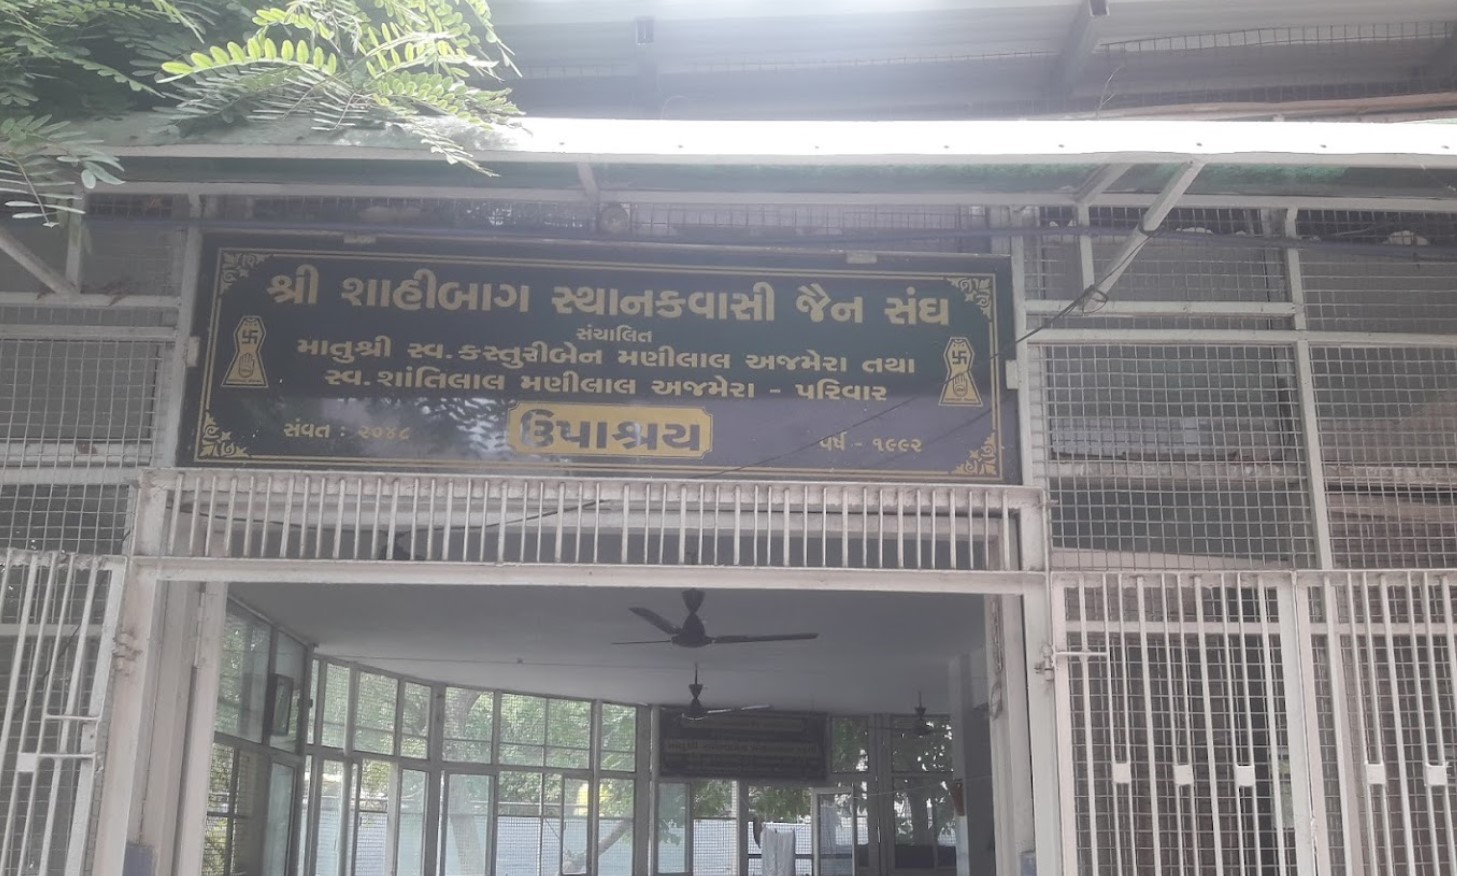 શ્રી શાહીબાગ સ્થાનકવાસી જૈન સંઘ
સંચાલિત
માતુશ્રી સ્વ. કસ્તુરીબેન મણીલાલ અજમેરા તથા
સ્વ. શાંતિલાલ મણીલાલ અજમેરા - પરિવાર
સંવત : ૨૦૪૮ ઉપાશ્રય વર્ષ - ૧૯૯૨